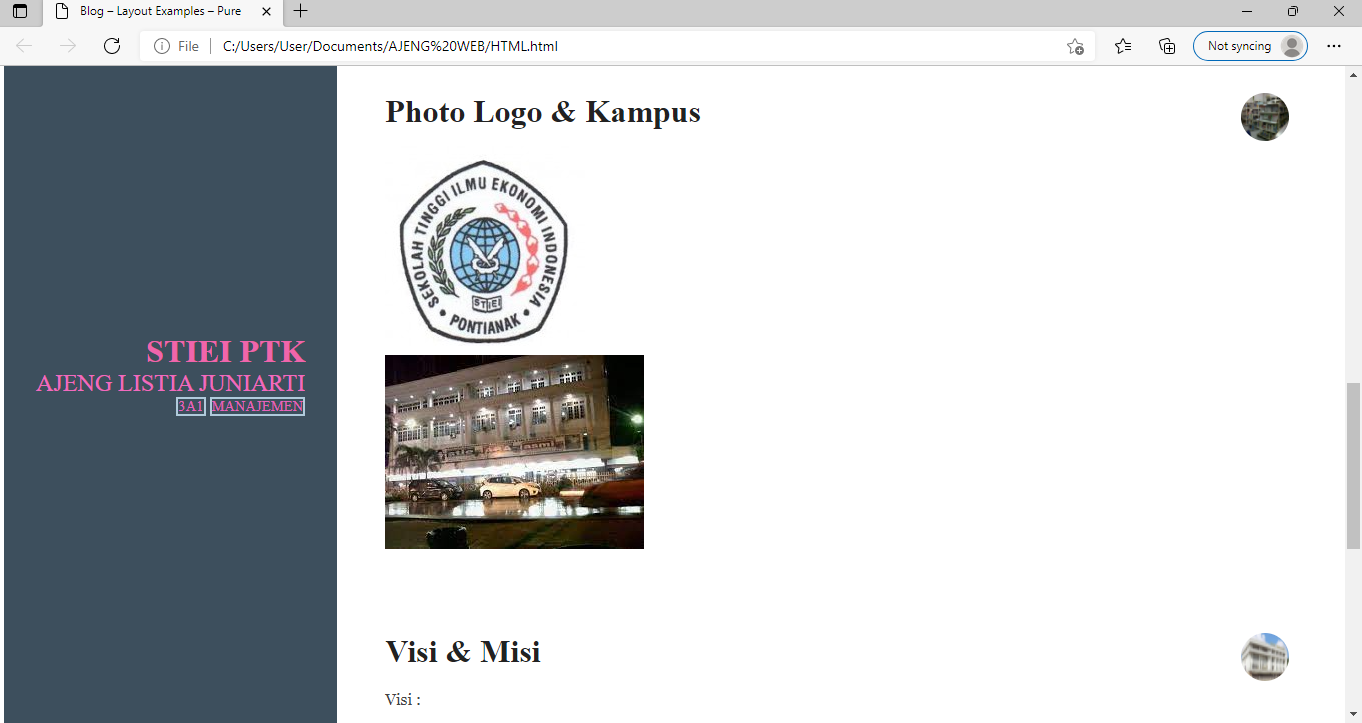 Blog – Layout Examples – Pure
File
C:/Users/User/Documents/AJENG%20WEB/HTML.html
Not syncing
Photo Logo & Kampus
SEKOLAH TINGGI ILMU EKONOMI INDONESIA
STIEI
• PONTIANAK •
STIEI PTK
AJENG LISTIA JUNIARTI
3A1 MANAJEMEN
Visi & Misi
Visi :